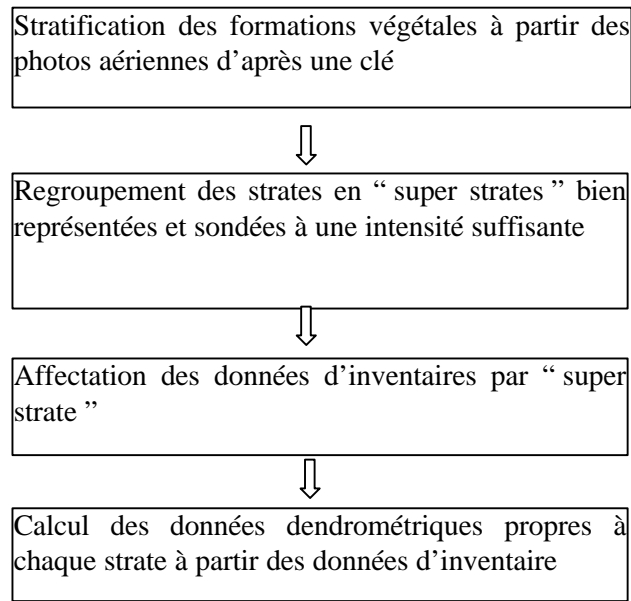 Stratification des formations végétales à partir des
photos aériennes d’après une clé
Regroupement des strates en “ super strates ” bien
représentées et sondées à une intensité suffisante
Affectation des données d’inventaires par “ super
strate ”
Calcul des données dendrométriques propres à
chaque strate à partir des données d’inventaire